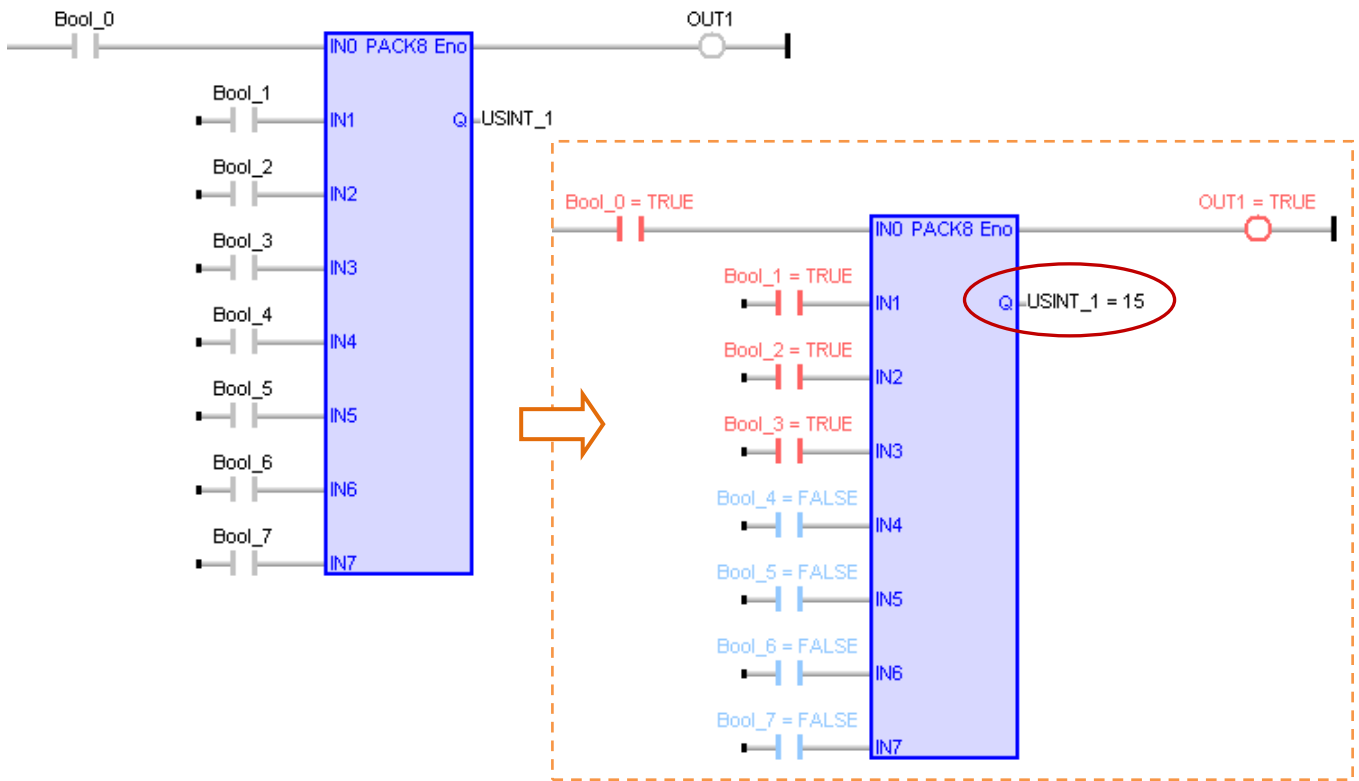 Bool_0
OUT1
IN0 PACK8 Eno
Bool_1
IN1
Q
USINT_1
Bool_2
IN2
Bool_3
IN3
Bool_4
IN4
Bool_5
IN5
Bool_6
IN6
Bool_7
IN7
Bool_0 = TRUE
OUT1 = TRUE
IN0 PACK8 Eno
Bool_1 = TRUE
IN1
Q
USINT_1 = 15
Bool_2 = TRUE
IN2
Bool_3 = TRUE
IN3
Bool_4 = FALSE
IN4
Bool_5 = FALSE
IN5
Bool_6 = FALSE
IN6
Bool_7 = FALSE
IN7